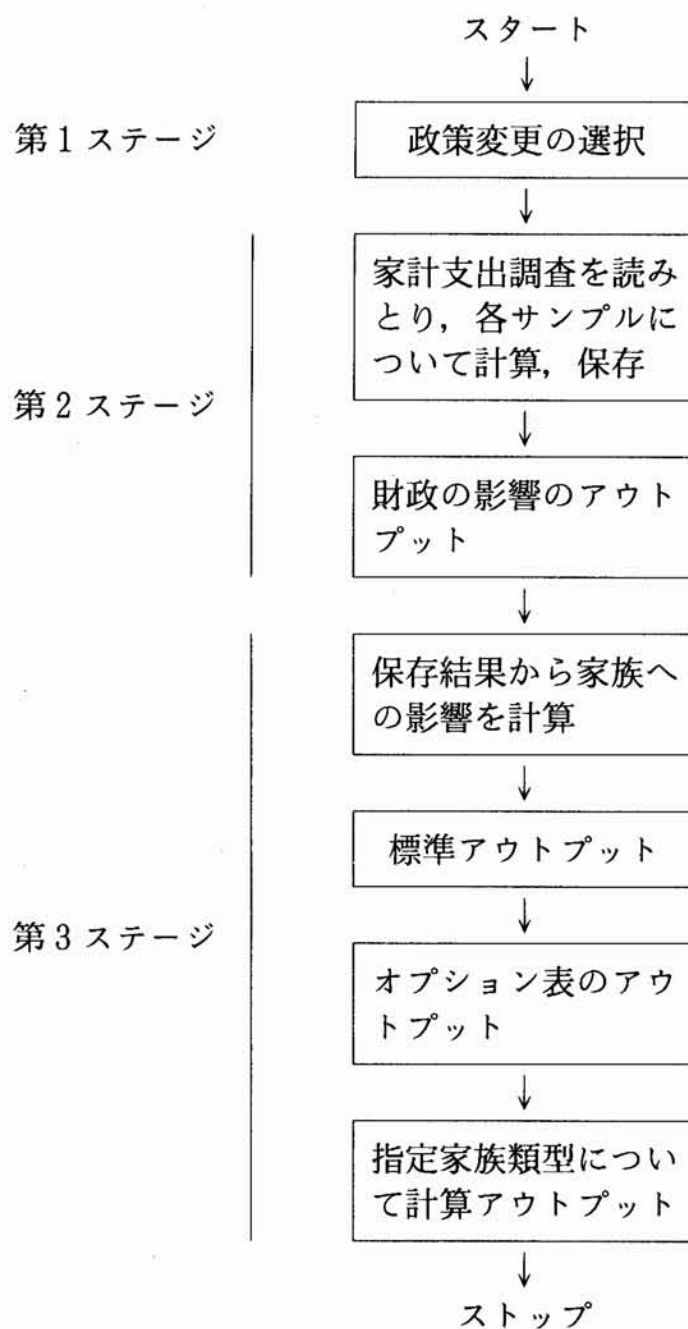 スタート
第1ステージ
政策変更の選択
第2ステージ
家計支出調査を読み
とり，各サンプルに
ついて計算，保存
財政の影響のアウト
プット
第3ステージ
保存結果から家族へ
の影響を計算
標準アウトプット
オプション表のアウ
トプット
指定家族類型につい
て計算アウトプット
ストップ